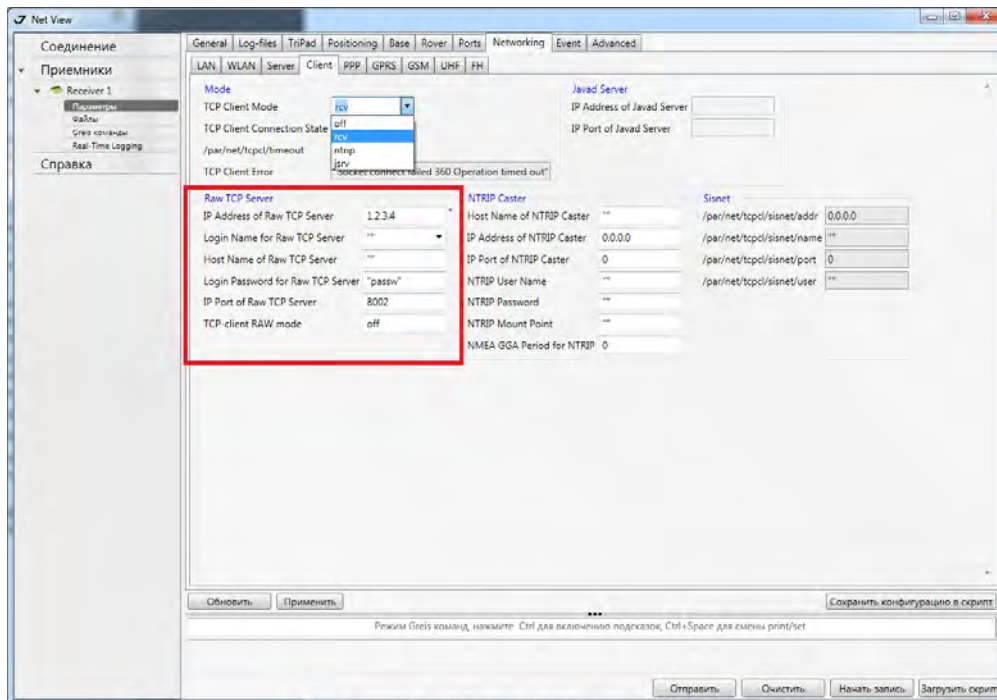 Net View
Соединение
Приемники
Receiver 1
Параметры
Файлы
Greis команды
Real-Time Logging
Справка
General Log-files TriPad Positioning Base Rover Ports Networking Event Advanced
LAN WLAN Server Client PPP GPRS GSM UHF FH
Mode
TCP Client Mode rcv
off
TCP Client Connection State
rcv
/par/net/tcpcl/timeout
ntrip
jsrv
TCP Client Error "Socket connect failed 360 Operation timed out"
Javad Server
IP Address of Javad Server
IP Port of Javad Server
Raw TCP Server
IP Address of Raw TCP Server 1.2.3.4
Login Name for Raw TCP Server ""
Host Name of Raw TCP Server ""
Login Password for Raw TCP Server "passw"
IP Port of Raw TCP Server 8002
TCP-client RAW mode off
NTRIP Caster
Host Name of NTRIP Caster ""
IP Address of NTRIP Caster 0.0.0.0
IP Port of NTRIP Caster 0
NTRIP User Name ""
NTRIP Password ""
NTRIP Mount Point ""
NMEA GGA Period for NTRIP 0
Sisnet
/par/net/tcpcl/sisnet/addr 0.0.0.0
/par/net/tcpcl/sisnet/name ""
/par/net/tcpcl/sisnet/port 0
/par/net/tcpcl/sisnet/user ""
Обновить Применить Сохранить конфигурацию в скрипт
Режим Greis команд, нажмите Ctrl для включению подсказок, Ctrl+Space для смены print/set
Отправить Очистить Начать запись Загрузить скрип